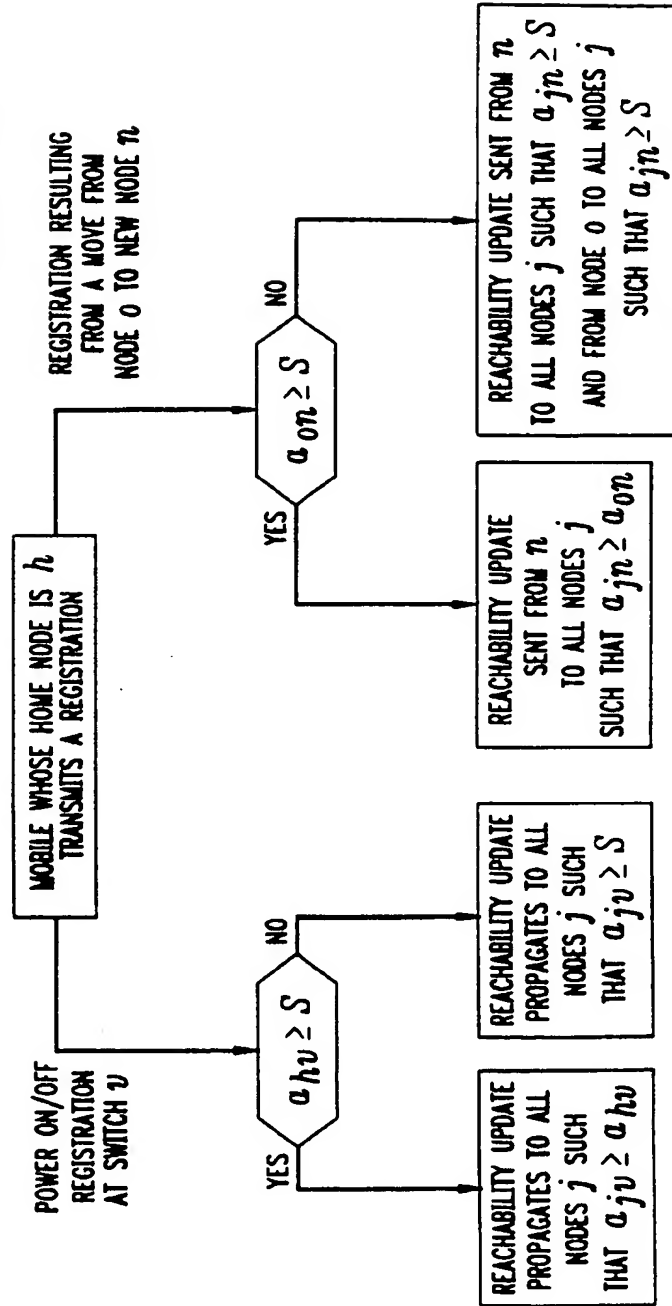 MOBILE WHOSE HOME NODE IS h
TRANSMITS A REGISTRATION
POWER ON/OFF
REGISTRATION
AT SWITCH v
REGISTRATION RESULTING
FROM A MOVE FROM
NODE o TO NEW NODE n
a_hv ≥ S
YES
NO
a_on ≥ S
YES
NO
REACHABILITY UPDATE
PROPAGATES TO ALL
NODES j SUCH
THAT a_jv ≥ a_hv
REACHABILITY UPDATE
PROPAGATES TO ALL
NODES j SUCH
THAT a_jv ≥ S
REACHABILITY UPDATE
SENT FROM n
TO ALL NODES j
SUCH THAT a_jn ≥ a_on
REACHABILITY UPDATE SENT FROM n
TO ALL NODES j SUCH THAT a_jn ≥ S
AND FROM NODE o TO ALL NODES j
SUCH THAT a_jn ≥ S